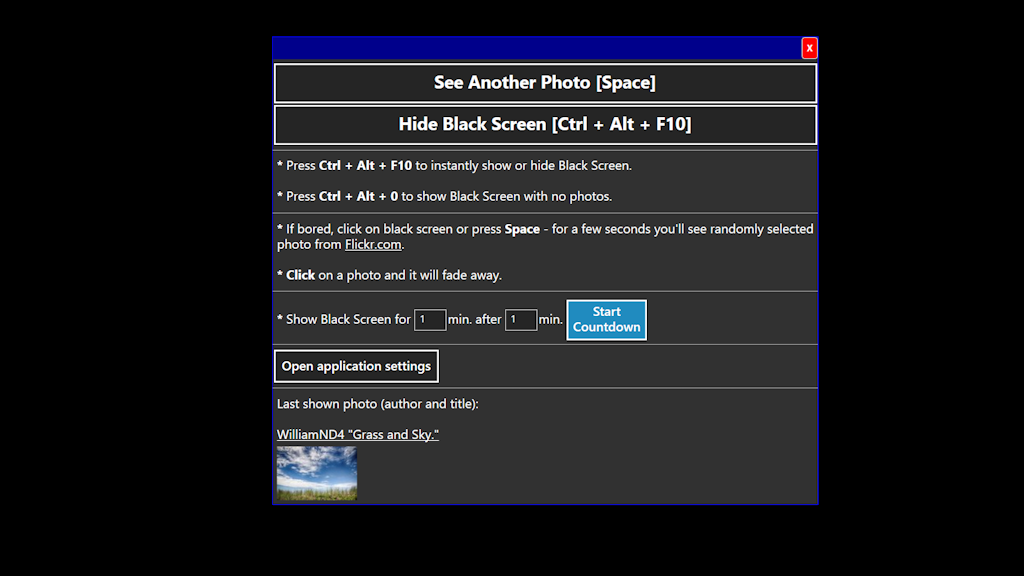 x
See Another Photo [Space]
Hide Black Screen [Ctrl + Alt + F10]
* Press Ctrl + Alt + F10 to instantly show or hide Black Screen.
* Press Ctrl + Alt + 0 to show Black Screen with no photos.
* If bored, click on black screen or press Space - for a few seconds you'll see randomly selected
photo from Flickr.com.
* Click on a photo and it will fade away.
* Show Black Screen for 1 min. after 1 min. Start
Countdown
Open application settings
Last shown photo (author and title):
WilliamND4 "Grass and Sky."